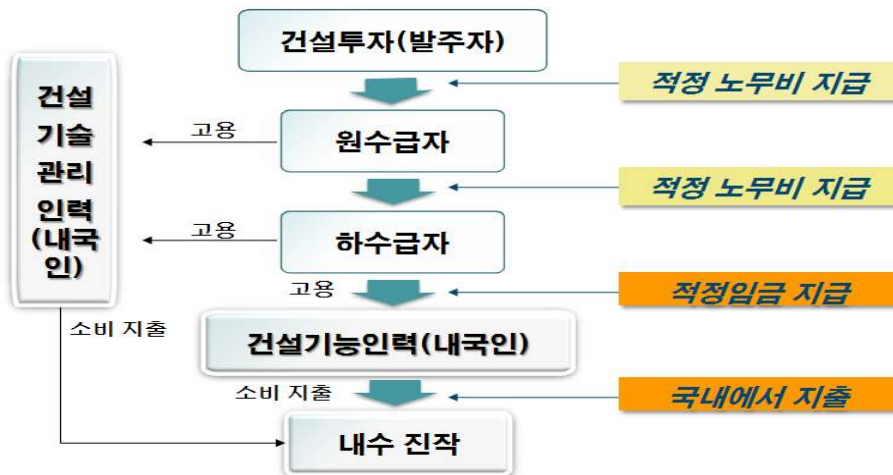 건설투자(발주자)
적정 노무비 지급
건설
기술
관리
인력
(내국
인)
고용
원수급자
적정 노무비 지급
고용
하수급자
고용
적정임금 지급
소비 지출
건설기능인력(내국인)
소비 지출
국내에서 지출
내수 진작